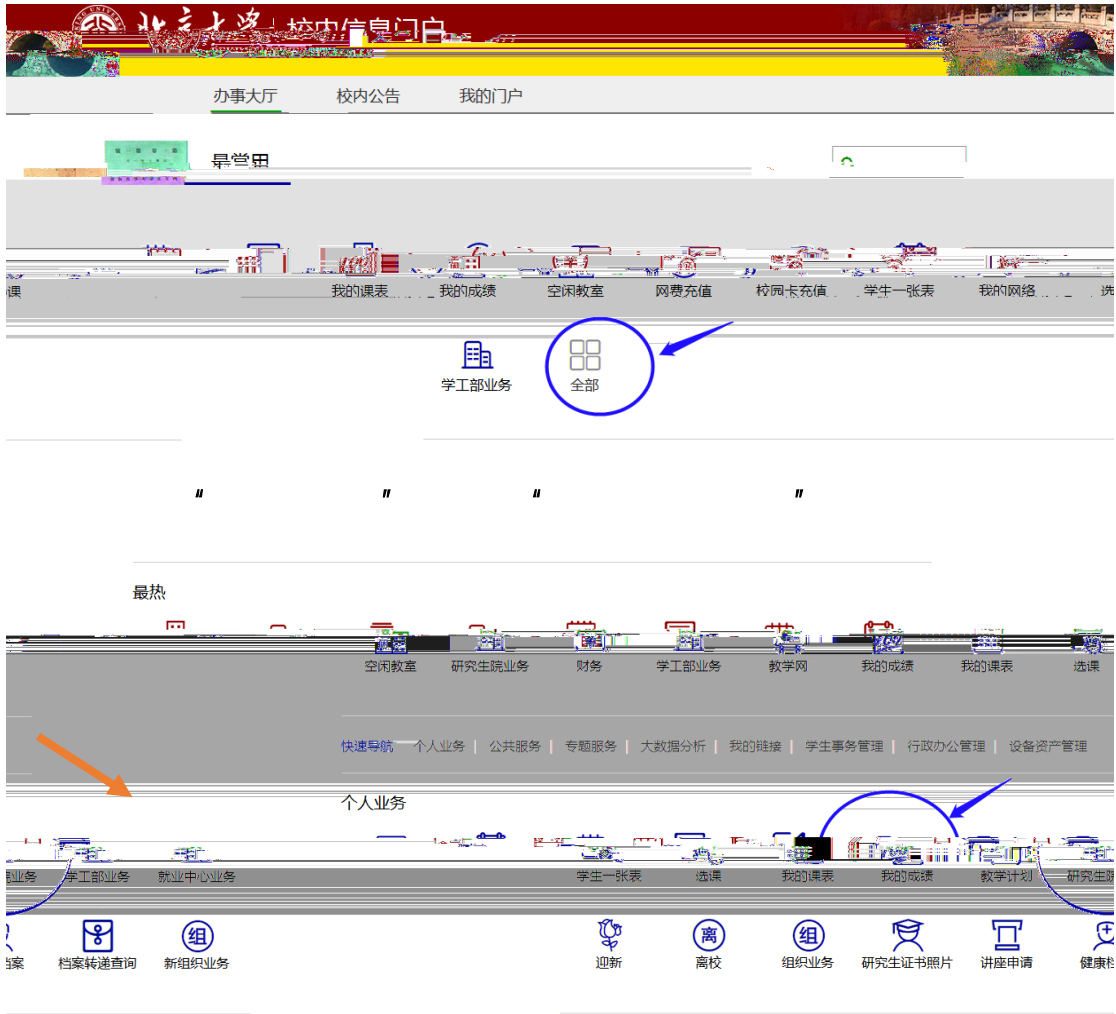 北京大学 校内信息门户
办事大厅 校内公告 我的门户
最常用
课 我的课表 我的成绩 空闲教室 网费充值 校园卡充值 学生一张表 我的网络 选
学工部业务 全部
“ ” “ ”
最热
空闲教室 研究生院业务 财务 学工部业务 教学网 我的成绩 我的课表 选课
快速导航 个人业务 | 公共服务 | 专题服务 | 大数据分析 | 我的链接 | 学生事务管理 | 行政办公管理 | 设备资产管理
个人业务
业务 学工部业务 就业中心业务 学生一张表 选课 我的课表 我的成绩 教学计划 研究生院
组 离 组
档案 档案转递查询 新组织业务 迎新 离校 组织业务 研究生证书照片 讲座申请 健康档